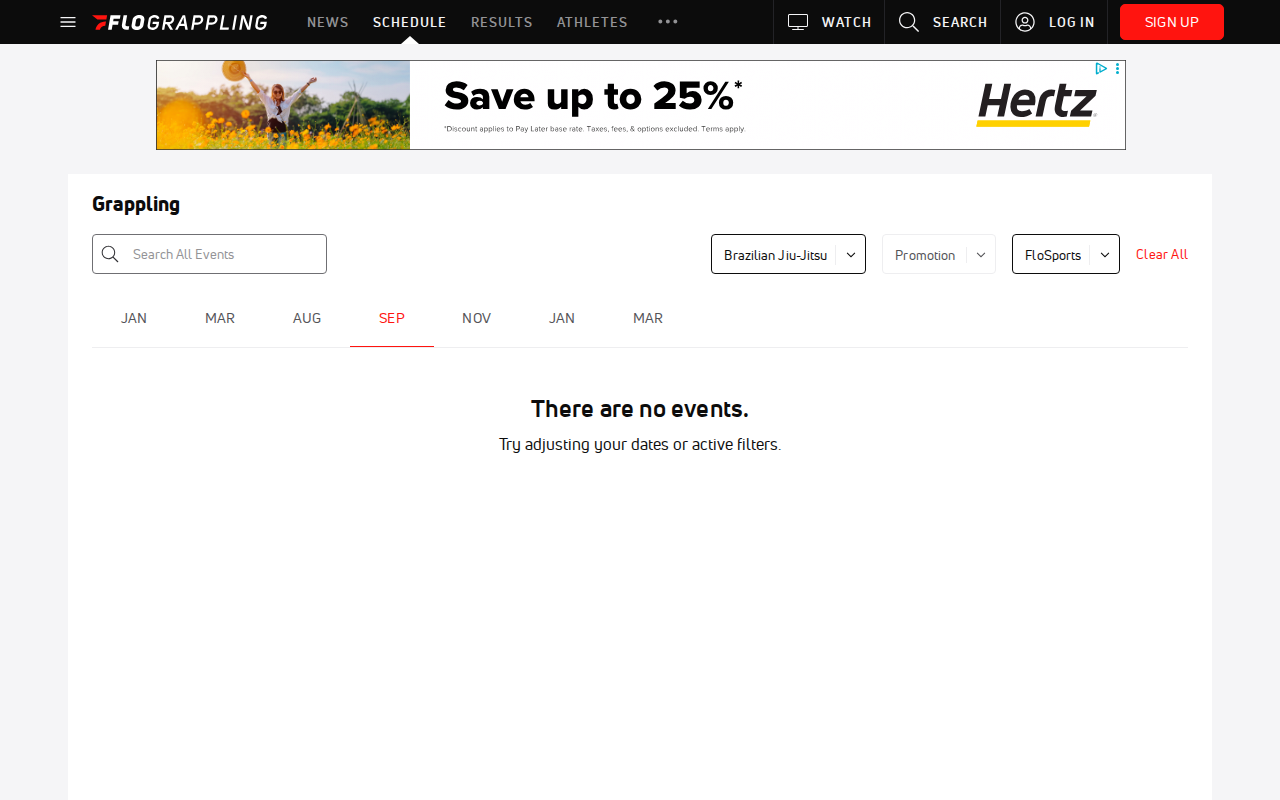 FLOGRAPPLING NEWS SCHEDULE RESULTS ATHLETES WATCH SEARCH LOG IN SIGN UP
Save up to 25%*
*Discount applies to Pay Later base rate. Taxes, fees, & options excluded. Terms apply.
Hertz
Grappling
Search All Events Brazilian Jiu-Jitsu Promotion FloSports Clear All
JAN MAR AUG SEP NOV JAN MAR
There are no events.
Try adjusting your dates or active filters.